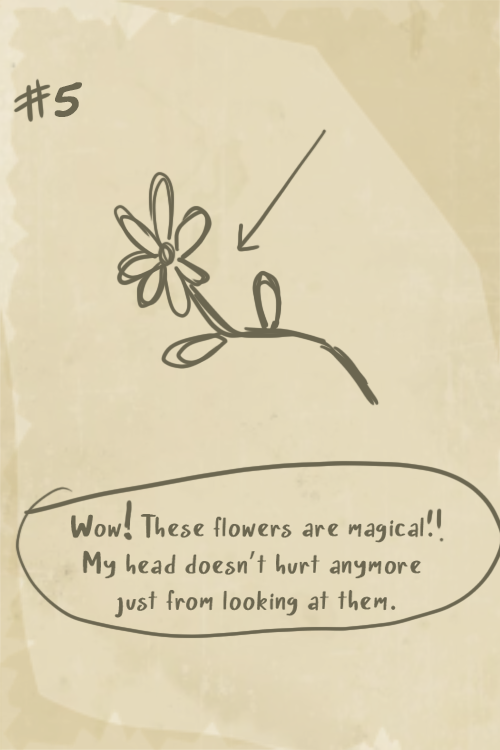 #5
Wow! These flowers are magical!!
My head doesn't hurt anymore
just from looking at them.